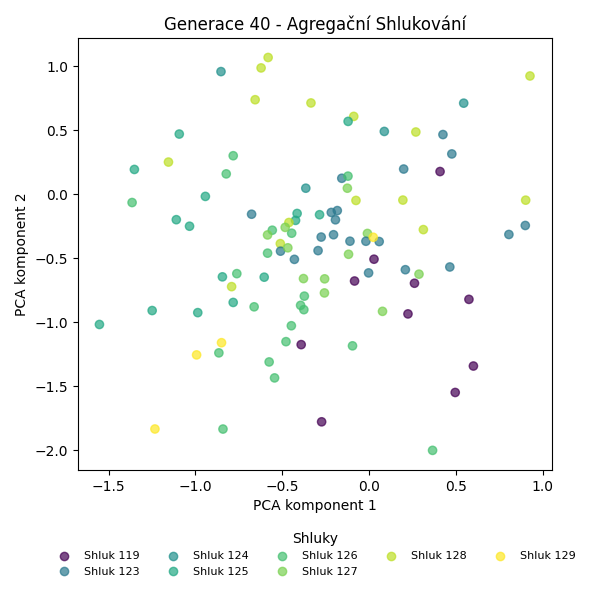 Generace 40 - Agregační Shlukování
PCA komponent 2
1.0
0.5
0.0
−0.5
−1.0
−1.5
−2.0
−1.5 −1.0 −0.5 0.0 0.5 1.0
PCA komponent 1
Shluky
Shluk 119 Shluk 124 Shluk 126 Shluk 128 Shluk 129
Shluk 123 Shluk 125 Shluk 127